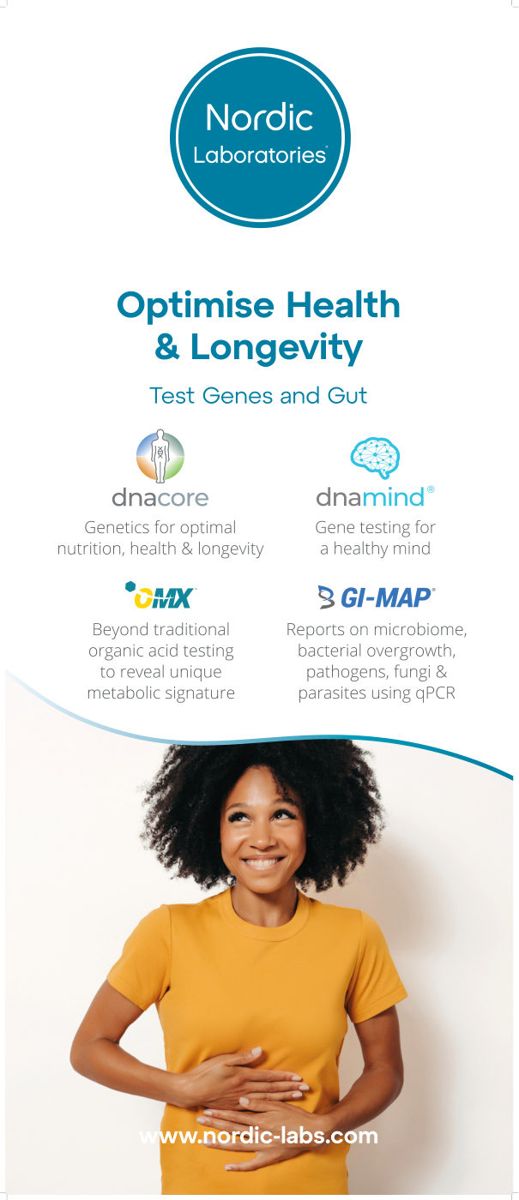 Nordic
Laboratories®
Optimise Health
& Longevity
Test Genes and Gut
dnacore
Genetics for optimal
nutrition, health & longevity
dnamind®
Gene testing for
a healthy mind
OMX™
Beyond traditional
organic acid testing
to reveal unique
metabolic signature
GI-MAP®
Reports on microbiome,
bacterial overgrowth,
pathogens, fungi &
parasites using qPCR
www.nordic-labs.com